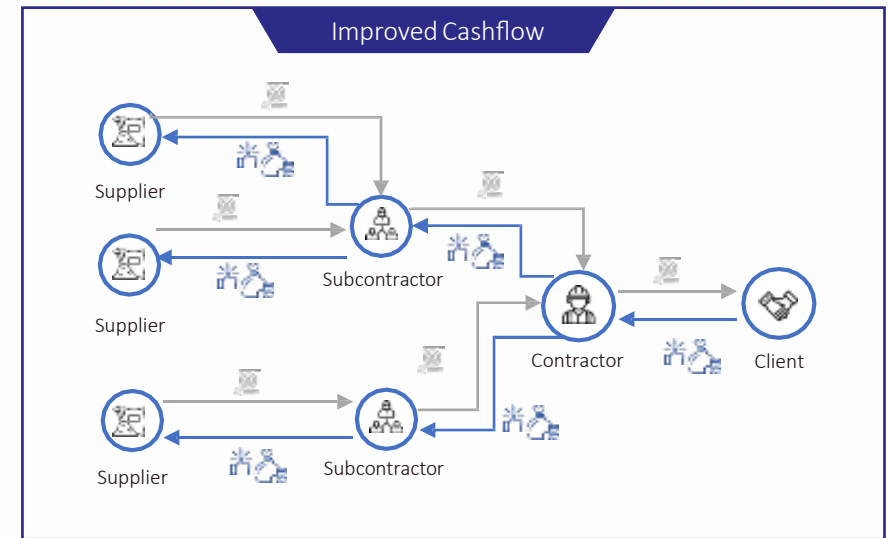 Improved Cashflow
Supplier
Supplier
Subcontractor
Contractor
Client
Supplier
Subcontractor